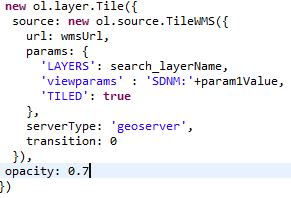 new ol.layer.Tile({
source: new ol.source.TileWMS({
url: wmsUrl,
params: {
'LAYERS': search_layerName,
'viewparams' : 'SDNM:'+param1Value,
'TILED': true
},
serverType: 'geoserver',
transition: 0
}),
opacity: 0.7
})